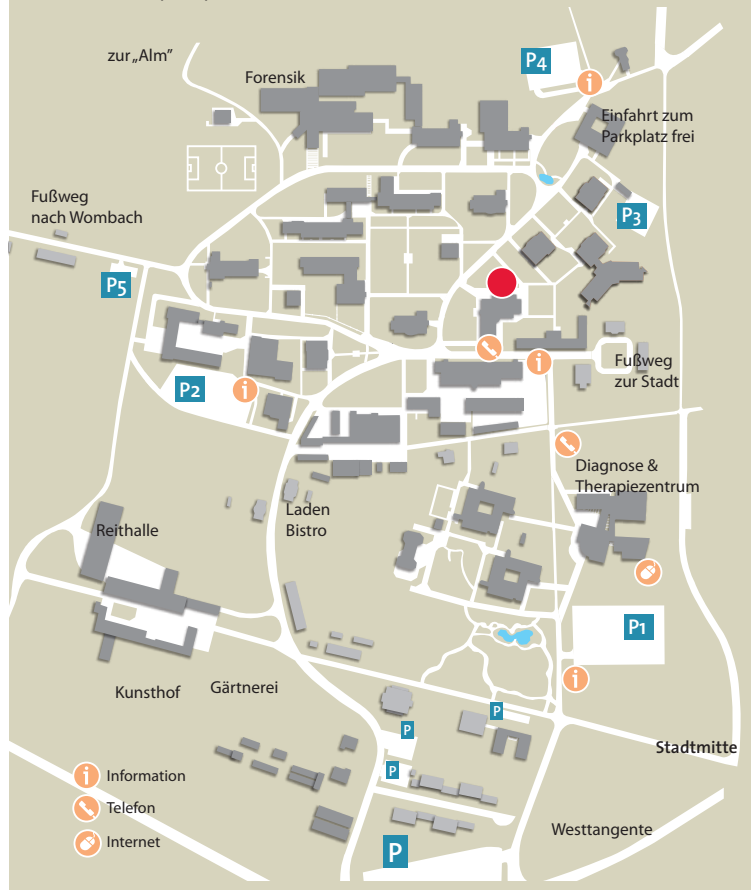 zur „Alm”
Forensik
P4
i
Einfahrt zum
Parkplatz frei
Fußweg
nach Wombach
P3
P5
P2
i
i
Fußweg
zur Stadt
Diagnose &
Therapiezentrum
Laden
Bistro
Reithalle
P1
i
Kunsthof
Gärtnerei
P
P
P
Stadtmitte
i Information
Telefon
Internet
Westtangente
P